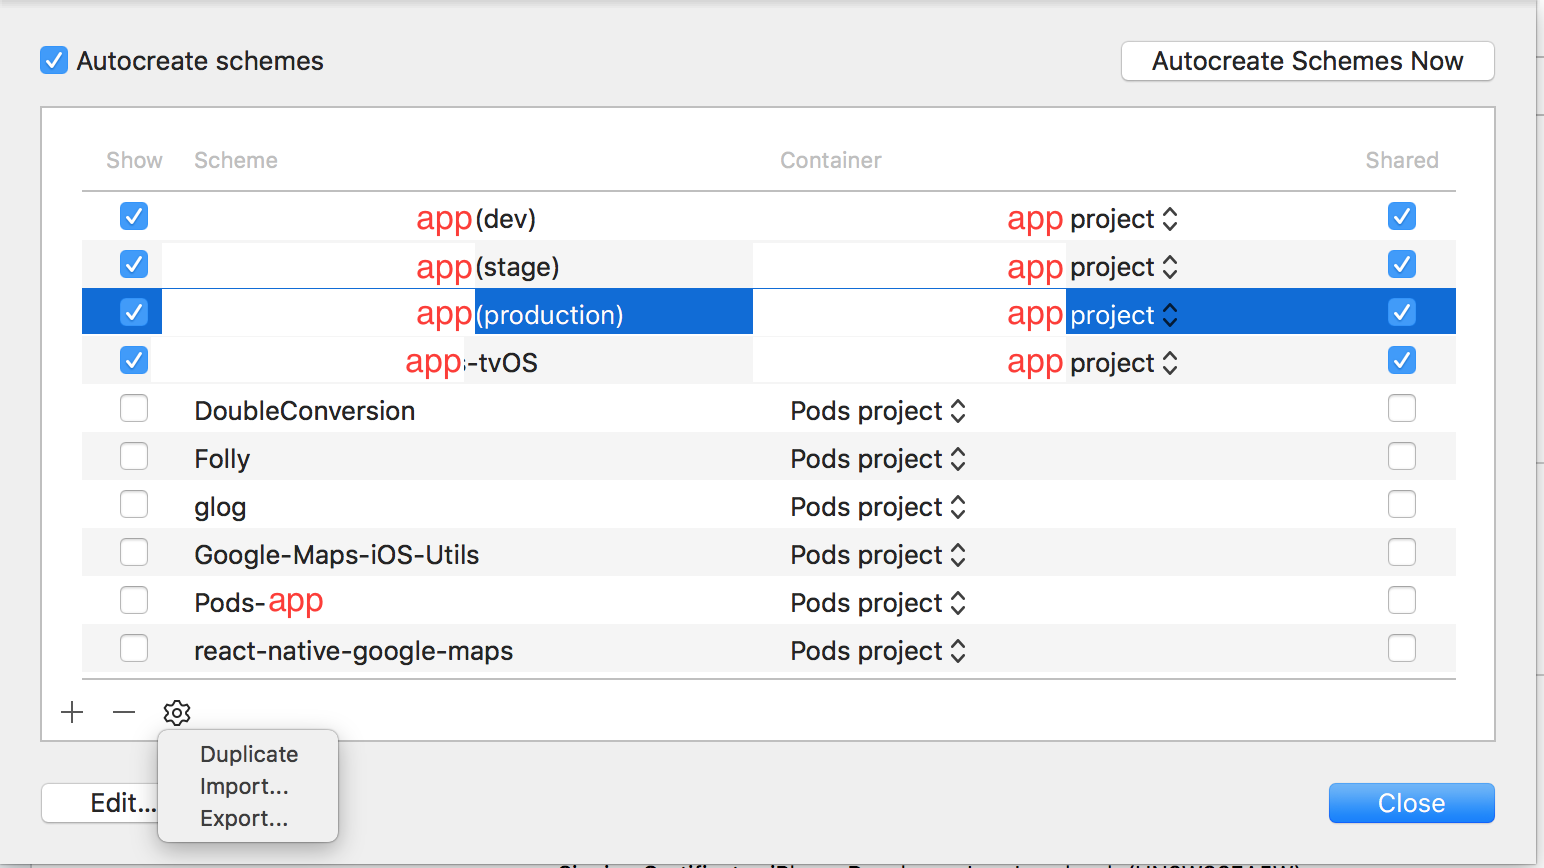 Autocreate schemes Autocreate Schemes Now
Show Scheme Container Shared
app (dev) app project
app (stage) app project
app (production) app project
app -tvOS app project
DoubleConversion Pods project
Folly Pods project
glog Pods project
Google-Maps-iOS-Utils Pods project
Pods-app Pods project
react-native-google-maps Pods project
Duplicate
Import...
Export...
Edit... Close